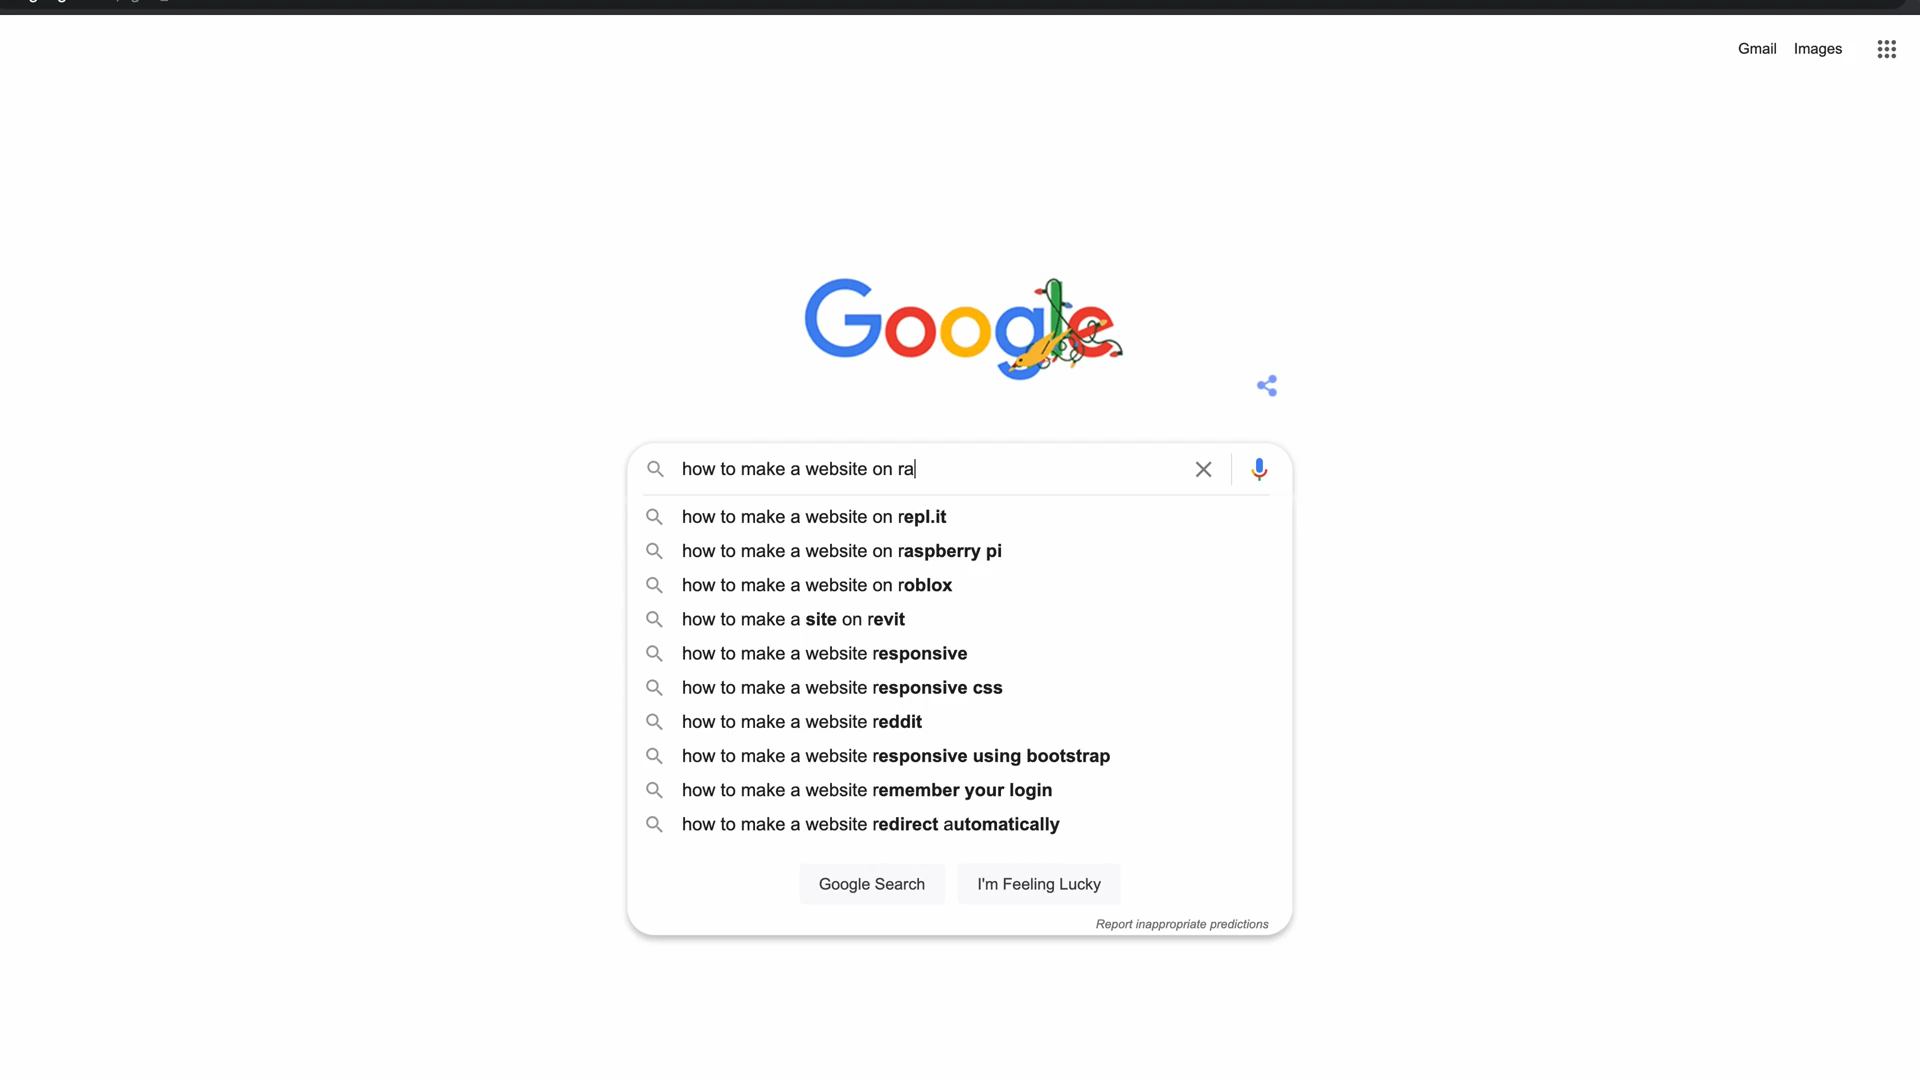 Gmail Images
Google
how to make a website on ra
how to make a website on repl.it
how to make a website on raspberry pi
how to make a website on roblox
how to make a site on revit
how to make a website responsive
how to make a website responsive css
how to make a website reddit
how to make a website responsive using bootstrap
how to make a website remember your login
how to make a website redirect automatically
Google Search I'm Feeling Lucky
Report inappropriate predictions